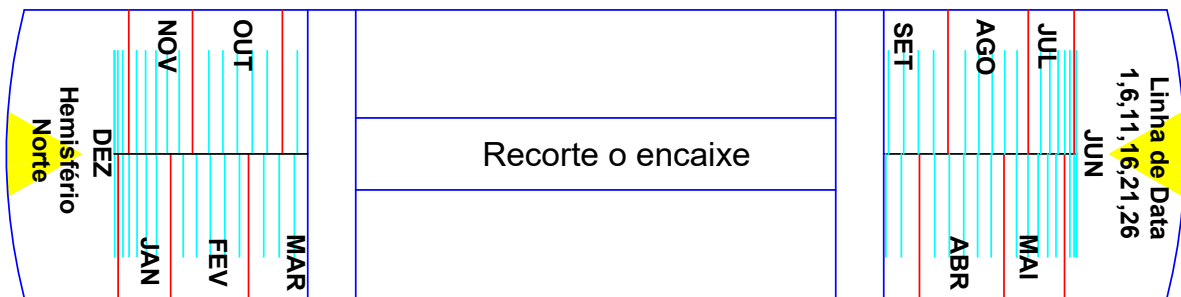 NOV
OUT
Hemisfério
Norte
DEZ
JAN
FEV
MAR
Recorte o encaixe
SET
AGO
JUL
Linha de Data
1,6,11,16,21,26
JUN
ABR
MAI